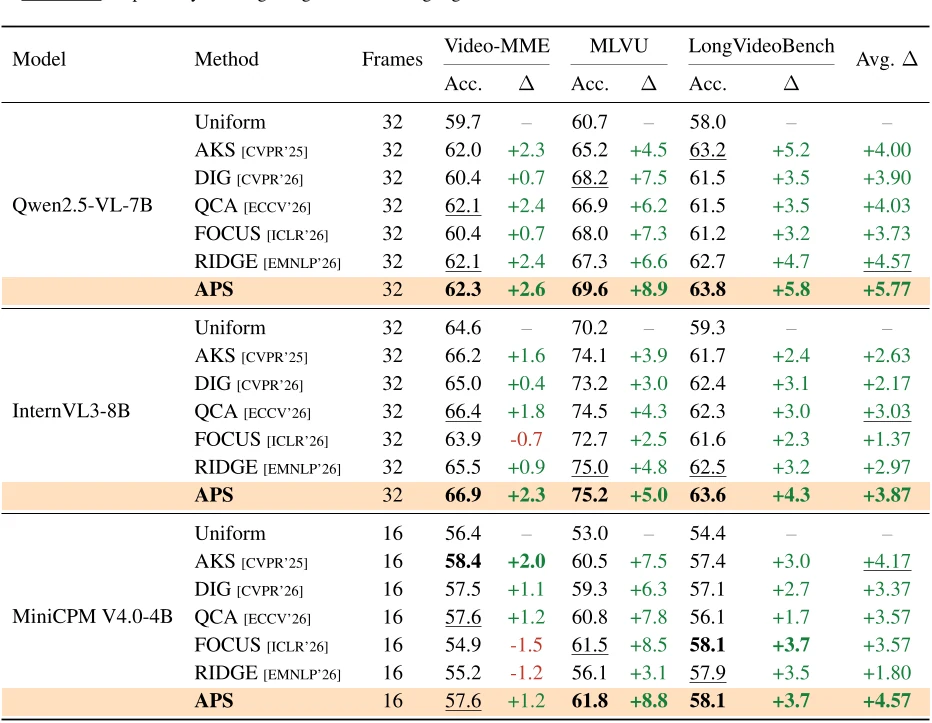 Model Method Frames Video-MME MLVU LongVideoBench Avg. Δ
Acc. Δ Acc. Δ Acc. Δ
Uniform 32 59.7 – 60.7 – 58.0 – –
AKS [CVPR'25] 32 62.0 +2.3 65.2 +4.5 63.2 +5.2 +4.00
DIG [CVPR'26] 32 60.4 +0.7 68.2 +7.5 61.5 +3.5 +3.90
Qwen2.5-VL-7B QCA [ECCV'26] 32 62.1 +2.4 66.9 +6.2 61.5 +3.5 +4.03
FOCUS [ICLR'26] 32 60.4 +0.7 68.0 +7.3 61.2 +3.2 +3.73
RIDGE [EMNLP'26] 32 62.1 +2.4 67.3 +6.6 62.7 +4.7 +4.57
APS 32 62.3 +2.6 69.6 +8.9 63.8 +5.8 +5.77
Uniform 32 64.6 – 70.2 – 59.3 – –
AKS [CVPR'25] 32 66.2 +1.6 74.1 +3.9 61.7 +2.4 +2.63
DIG [CVPR'26] 32 65.0 +0.4 73.2 +3.0 62.4 +3.1 +2.17
InternVL3-8B QCA [ECCV'26] 32 66.4 +1.8 74.5 +4.3 62.3 +3.0 +3.03
FOCUS [ICLR'26] 32 63.9 -0.7 72.7 +2.5 61.6 +2.3 +1.37
RIDGE [EMNLP'26] 32 65.5 +0.9 75.0 +4.8 62.5 +3.2 +2.97
APS 32 66.9 +2.3 75.2 +5.0 63.6 +4.3 +3.87
Uniform 16 56.4 – 53.0 – 54.4 – –
AKS [CVPR'25] 16 58.4 +2.0 60.5 +7.5 57.4 +3.0 +4.17
DIG [CVPR'26] 16 57.5 +1.1 59.3 +6.3 57.1 +2.7 +3.37
MiniCPM V4.0-4B QCA [ECCV'26] 16 57.6 +1.2 60.8 +7.8 56.1 +1.7 +3.57
FOCUS [ICLR'26] 16 54.9 -1.5 61.5 +8.5 58.1 +3.7 +3.57
RIDGE [EMNLP'26] 16 55.2 -1.2 56.1 +3.1 57.9 +3.5 +1.80
APS 16 57.6 +1.2 61.8 +8.8 58.1 +3.7 +4.57